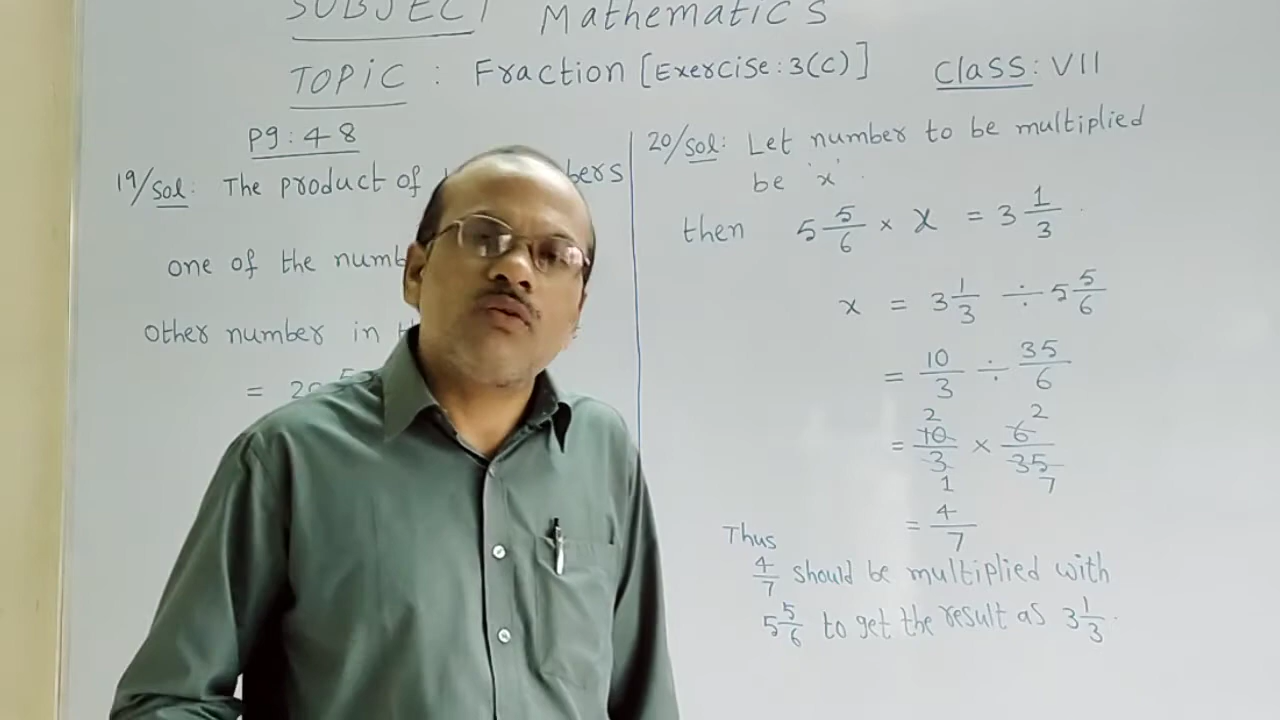 SUBJECT Mathematics
TOPIC : Fraction [Exercise: 3(C)] Class: VII
Pg: 48
19/Sol: The product of
one of the
Other number in
=
20/Sol: Let number to be multiplied
be 'x'.
then 5 5/6 × x = 3 1/3.
x = 3 1/3 ÷ 5 5/6
= 10/3 ÷ 35/6
2 2
= 10/3 × 6/35
1 7
= 4/7
Thus
4/7 should be multiplied with
5 5/6 to get the result as 3 1/3.